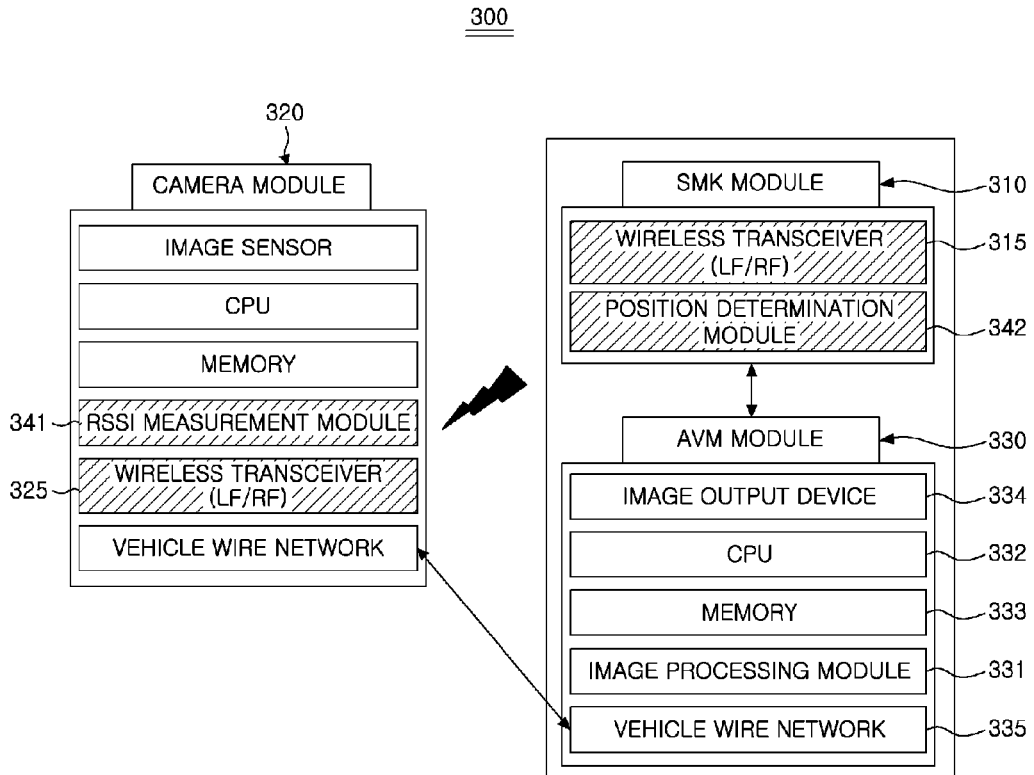 300
320
CAMERA MODULE
IMAGE SENSOR
CPU
MEMORY
341
RSSI MEASUREMENT MODULE
325
WIRELESS TRANSCEIVER
(LF/RF)
VEHICLE WIRE NETWORK
SMK MODULE
310
WIRELESS TRANSCEIVER
(LF/RF)
315
POSITION DETERMINATION
MODULE
342
AVM MODULE
330
IMAGE OUTPUT DEVICE
334
CPU
332
MEMORY
333
IMAGE PROCESSING MODULE
331
VEHICLE WIRE NETWORK
335